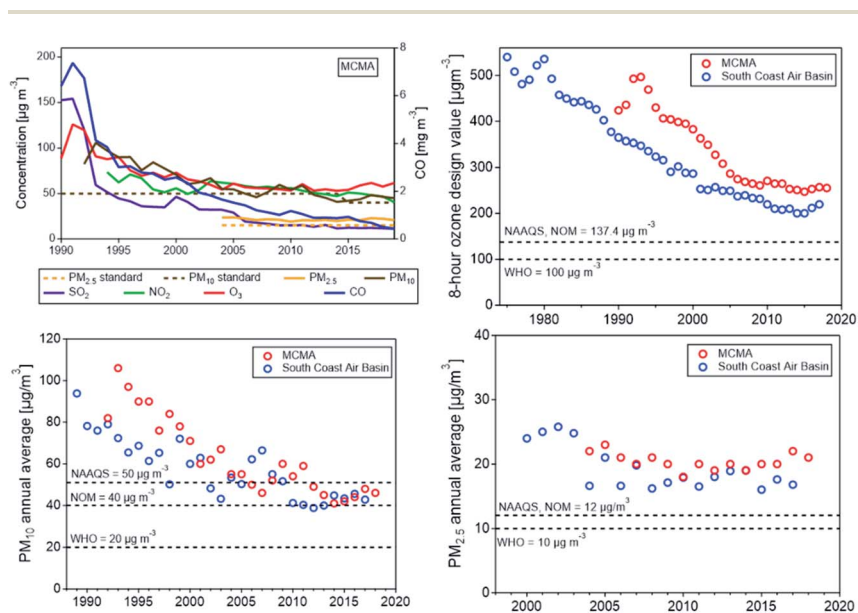 Concentration [µg m⁻³]
200
150
100
50
0
MCMA
8
6
4
2
0
CO [mg m⁻³]
1990
1995
2000
2005
2010
2015
PM₂.₅ standard
PM₁₀ standard
PM₂.₅
PM₁₀
SO₂
NO₂
O₃
CO
8-hour ozone design value [µgm⁻³]
500
400
300
200
100
0
MCMA
South Coast Air Basin
NAAQS, NOM = 137.4 µg m⁻³
WHO = 100 µg m⁻³
1980
1990
2000
2010
2020
PM₁₀ annual average [µg/m³]
120
100
80
60
40
20
0
MCMA
South Coast Air Basin
NAAQS = 50 µg m⁻³
NOM = 40 µg m⁻³
WHO = 20 µg m⁻³
1990
1995
2000
2005
2010
2015
2020
PM₂.₅ annual average [µg/m³]
40
30
20
10
0
MCMA
South Coast Air Basin
NAAQS, NOM = 12 µg/m³
WHO = 10 µg m⁻³
2000
2005
2010
2015
2020